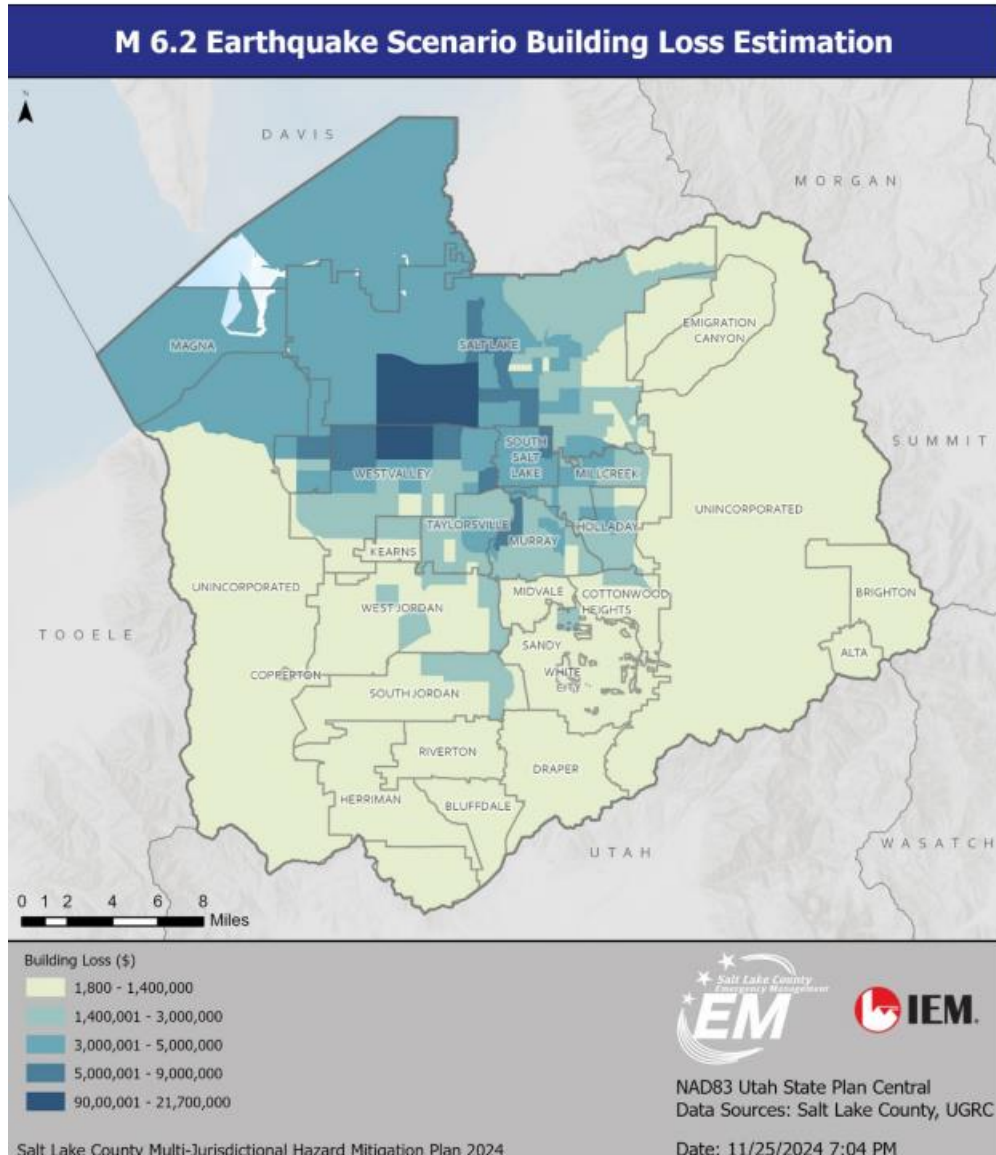 M 6.2 Earthquake Scenario Building Loss Estimation
N
DAVIS
MORGAN
EMIGRATION
CANYON
SALT LAKE
MAGNA
SUMMIT
SOUTH
SALT
LAKE
WEST VALLEY
MILLCREEK
UNINCORPORATED
TAYLORSVILLE
HOLLADAY
MURRAY
KEARNS
UNINCORPORATED
MIDVALE
COTTONWOOD
HEIGHTS
BRIGHTON
WEST JORDAN
TOOELE
SANDY
ALTA
COPPERTON
WHITE
CITY
SOUTH JORDAN
RIVERTON
DRAPER
HERRIMAN
BLUFFDALE
UTAH
WASATCH
0 1 2 4 6 8
Miles
Building Loss ($)
1,800 - 1,400,000
1,400,001 - 3,000,000
3,000,001 - 5,000,000
5,000,001 - 9,000,000
90,00,001 - 21,700,000
Salt Lake County
Emergency Management
EM
IEM.
NAD83 Utah State Plan Central
Data Sources: Salt Lake County, UGRC
Salt Lake County Multi-Jurisdictional Hazard Mitigation Plan 2024
Date: 11/25/2024 7:04 PM